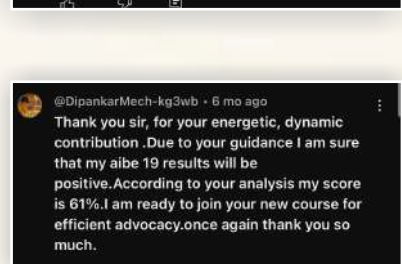 @DipankarMech-kg3wb • 6 mo ago
Thank you sir, for your energetic, dynamic
contribution .Due to your guidance I am sure
that my aibe 19 results will be
positive.According to your analysis my score
is 61%.I am ready to join your new course for
efficient advocacy.once again thank you so
much.